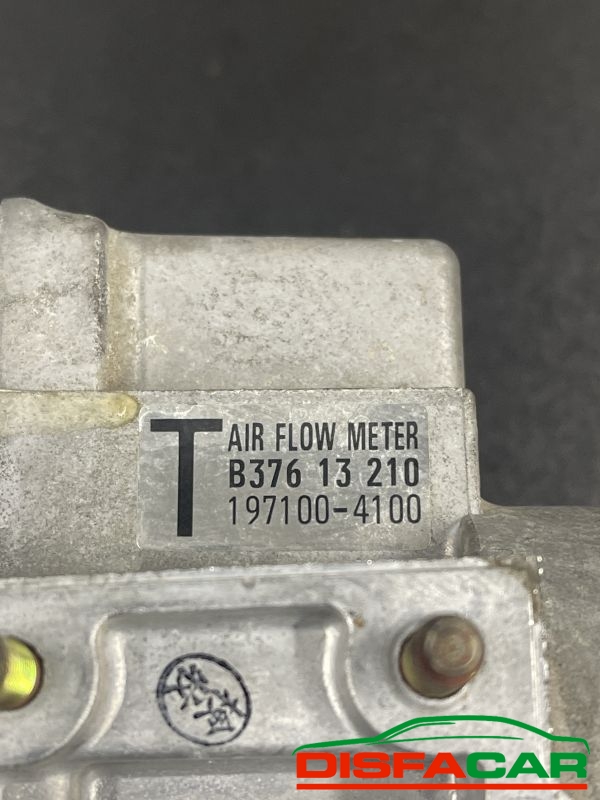 T
AIR FLOW METER
B376 13 210
197100-4100
DISFACAR